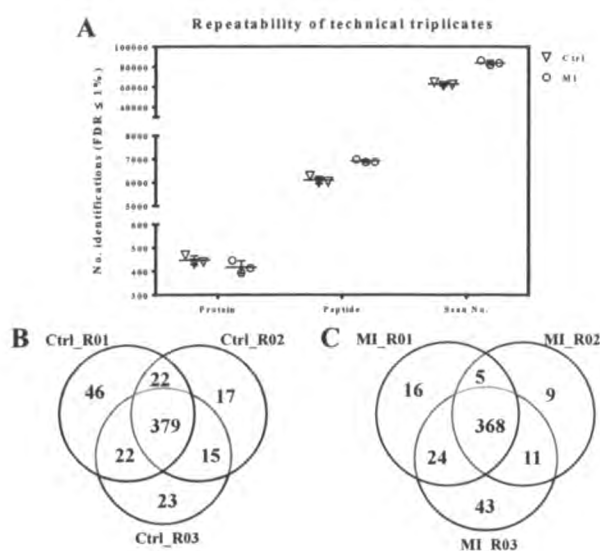 A
Repeatability of technical triplicates
No. identifications (FDR ≤ 1%)
100000
80000
60000
40000
8000
7000
6000
5000
600
500
400
300
Protein
Peptide
Scan No.
Ctrl
MI
B
Ctrl_R01
Ctrl_R02
46
22
17
379
22
15
23
Ctrl_R03
C
MI_R01
MI_R02
16
5
9
368
24
11
43
MI_R03